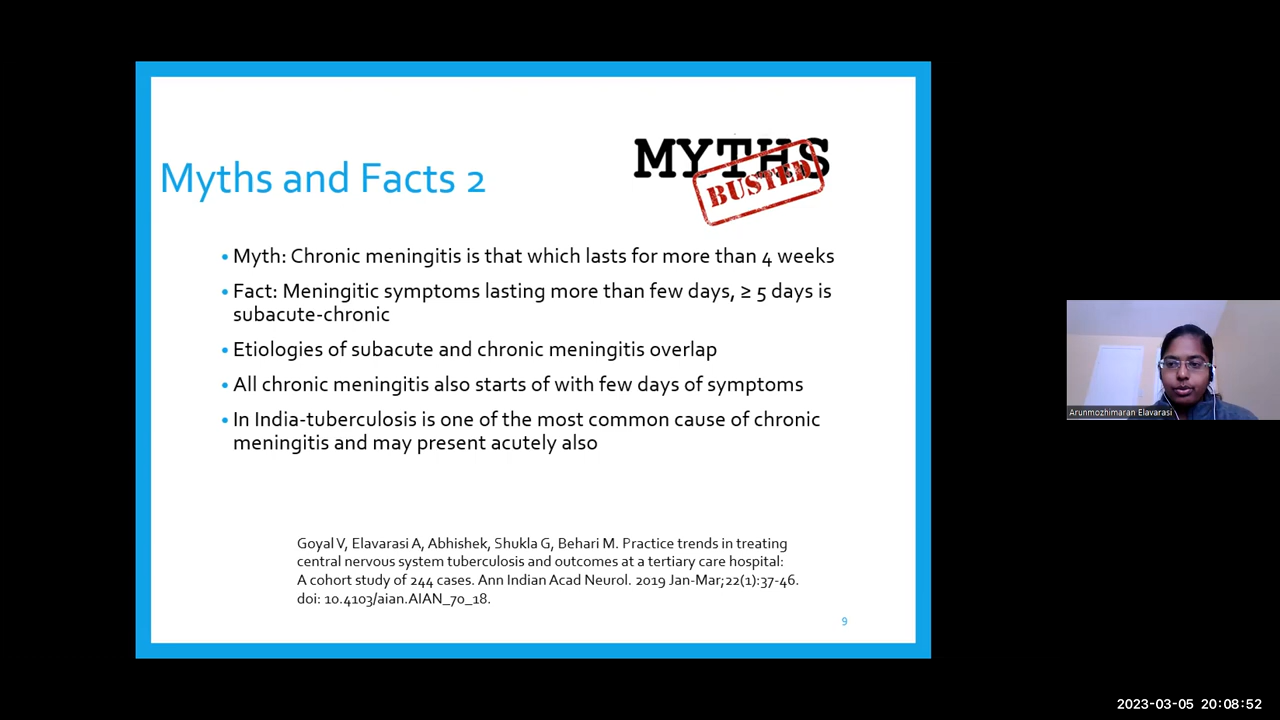 MYTHS
BUSTED
Myths and Facts 2
• Myth: Chronic meningitis is that which lasts for more than 4 weeks
• Fact: Meningitic symptoms lasting more than few days, ≥ 5 days is
subacute-chronic
• Etiologies of subacute and chronic meningitis overlap
• All chronic meningitis also starts of with few days of symptoms
• In India-tuberculosis is one of the most common cause of chronic
meningitis and may present acutely also
Goyal V, Elavarasi A, Abhishek, Shukla G, Behari M. Practice trends in treating
central nervous system tuberculosis and outcomes at a tertiary care hospital:
A cohort study of 244 cases. Ann Indian Acad Neurol. 2019 Jan-Mar;22(1):37-46.
doi: 10.4103/aian.AIAN_70_18.
9
Arunmozhimaran Elavarasi
2023-03-05 20:08:52